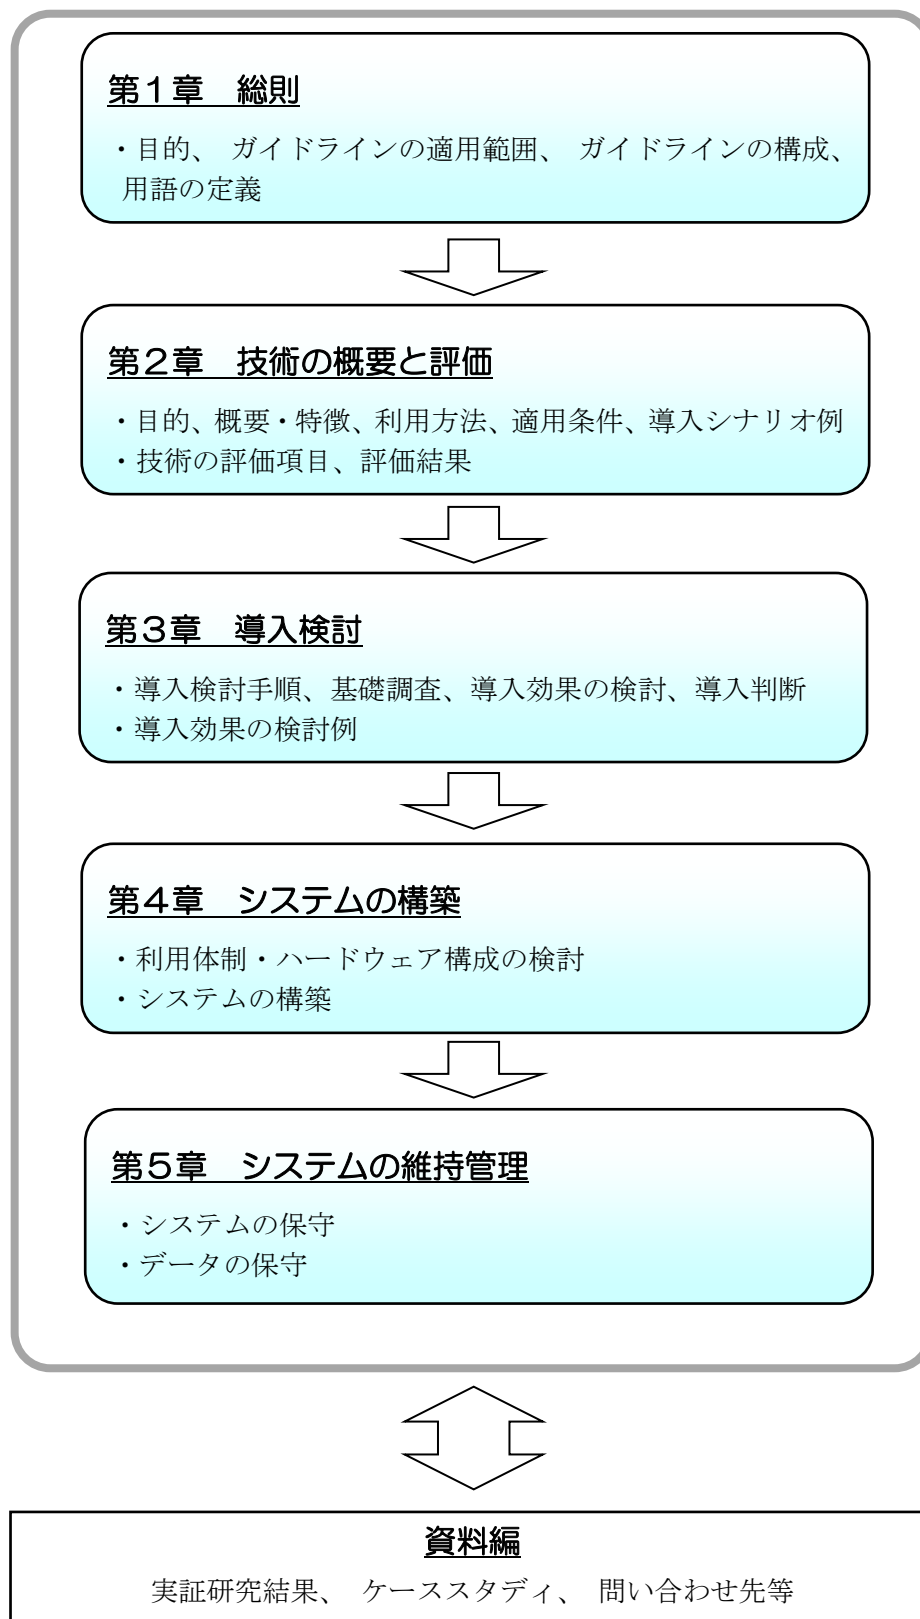 第１章　総則
・目的、 ガイドラインの適用範囲、 ガイドラインの構成、
用語の定義
第２章　技術の概要と評価
・目的、概要・特徴、利用方法、適用条件、導入シナリオ例
・技術の評価項目、評価結果
第３章　導入検討
・導入検討手順、基礎調査、導入効果の検討、導入判断
・導入効果の検討例
第４章　システムの構築
・利用体制・ハードウェア構成の検討
・システムの構築
第５章　システムの維持管理
・システムの保守
・データの保守
資料編
実証研究結果、 ケーススタディ、 問い合わせ先等